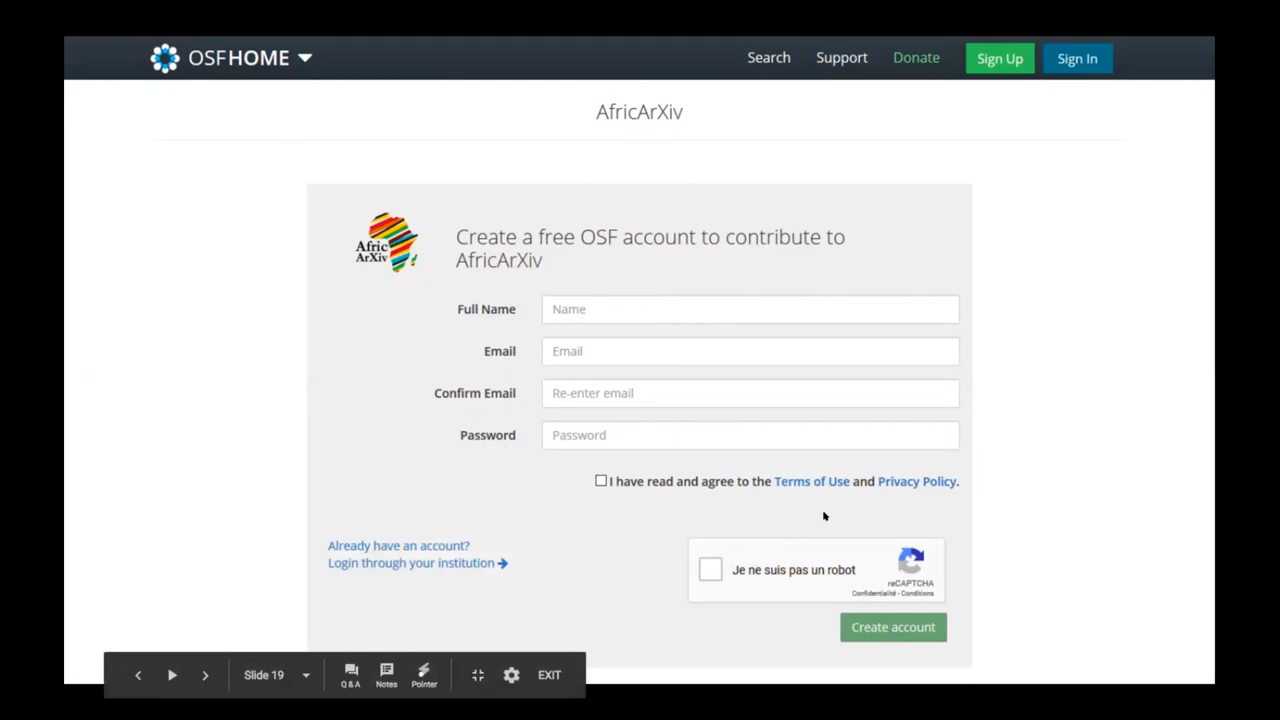 OSFHOME
Search
Support
Donate
Sign Up
Sign In
AfricArXiv
Afric
ArXiv
Create a free OSF account to contribute to
AfricArXiv
Full Name
Name
Email
Email
Confirm Email
Re-enter email
Password
Password
I have read and agree to the Terms of Use and Privacy Policy.
Already have an account?
Login through your institution
Je ne suis pas un robot
reCAPTCHA
Confidentialité - Conditions
Create account
Slide 19
Q & A
Notes
Pointer
EXIT